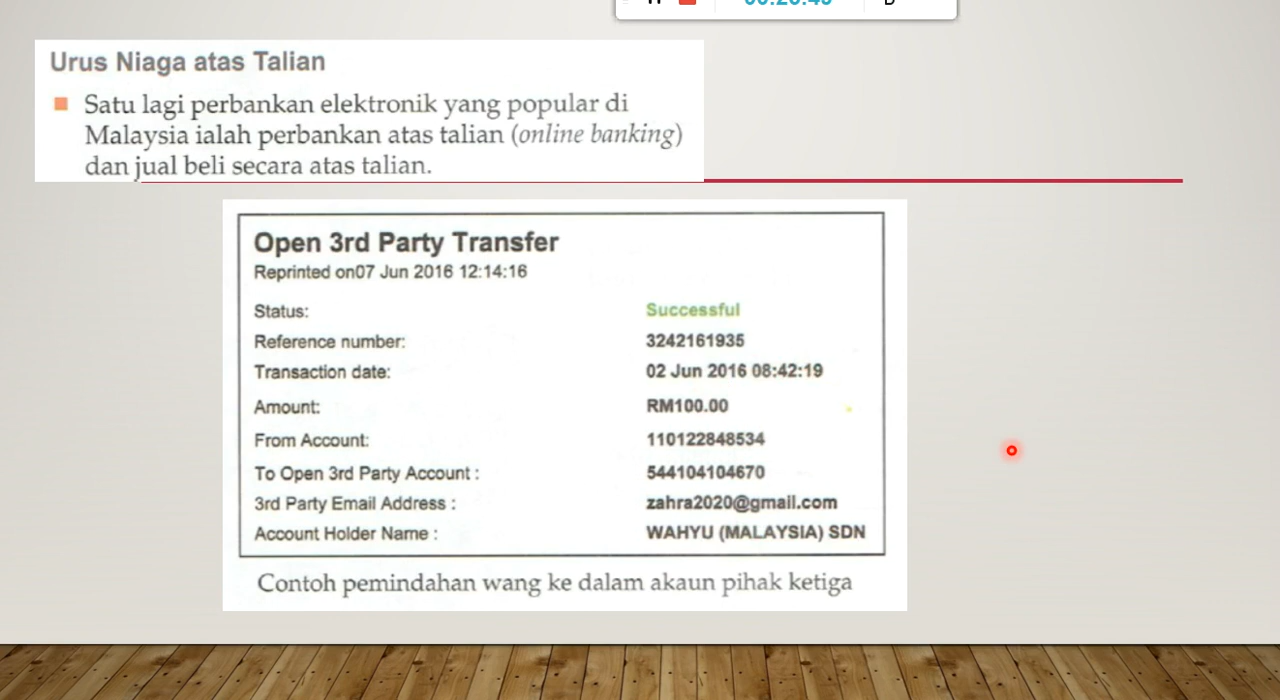 Urus Niaga atas Talian
Satu lagi perbankan elektronik yang popular di
Malaysia ialah perbankan atas talian (online banking)
dan jual beli secara atas talian.
Open 3rd Party Transfer
Reprinted on07 Jun 2016 12:14:16
Status: Successful
Reference number: 3242161935
Transaction date: 02 Jun 2016 08:42:19
Amount: RM100.00
From Account: 110122848534
To Open 3rd Party Account : 544104104670
3rd Party Email Address : zahra2020@gmail.com
Account Holder Name : WAHYU (MALAYSIA) SDN
Contoh pemindahan wang ke dalam akaun pihak ketiga